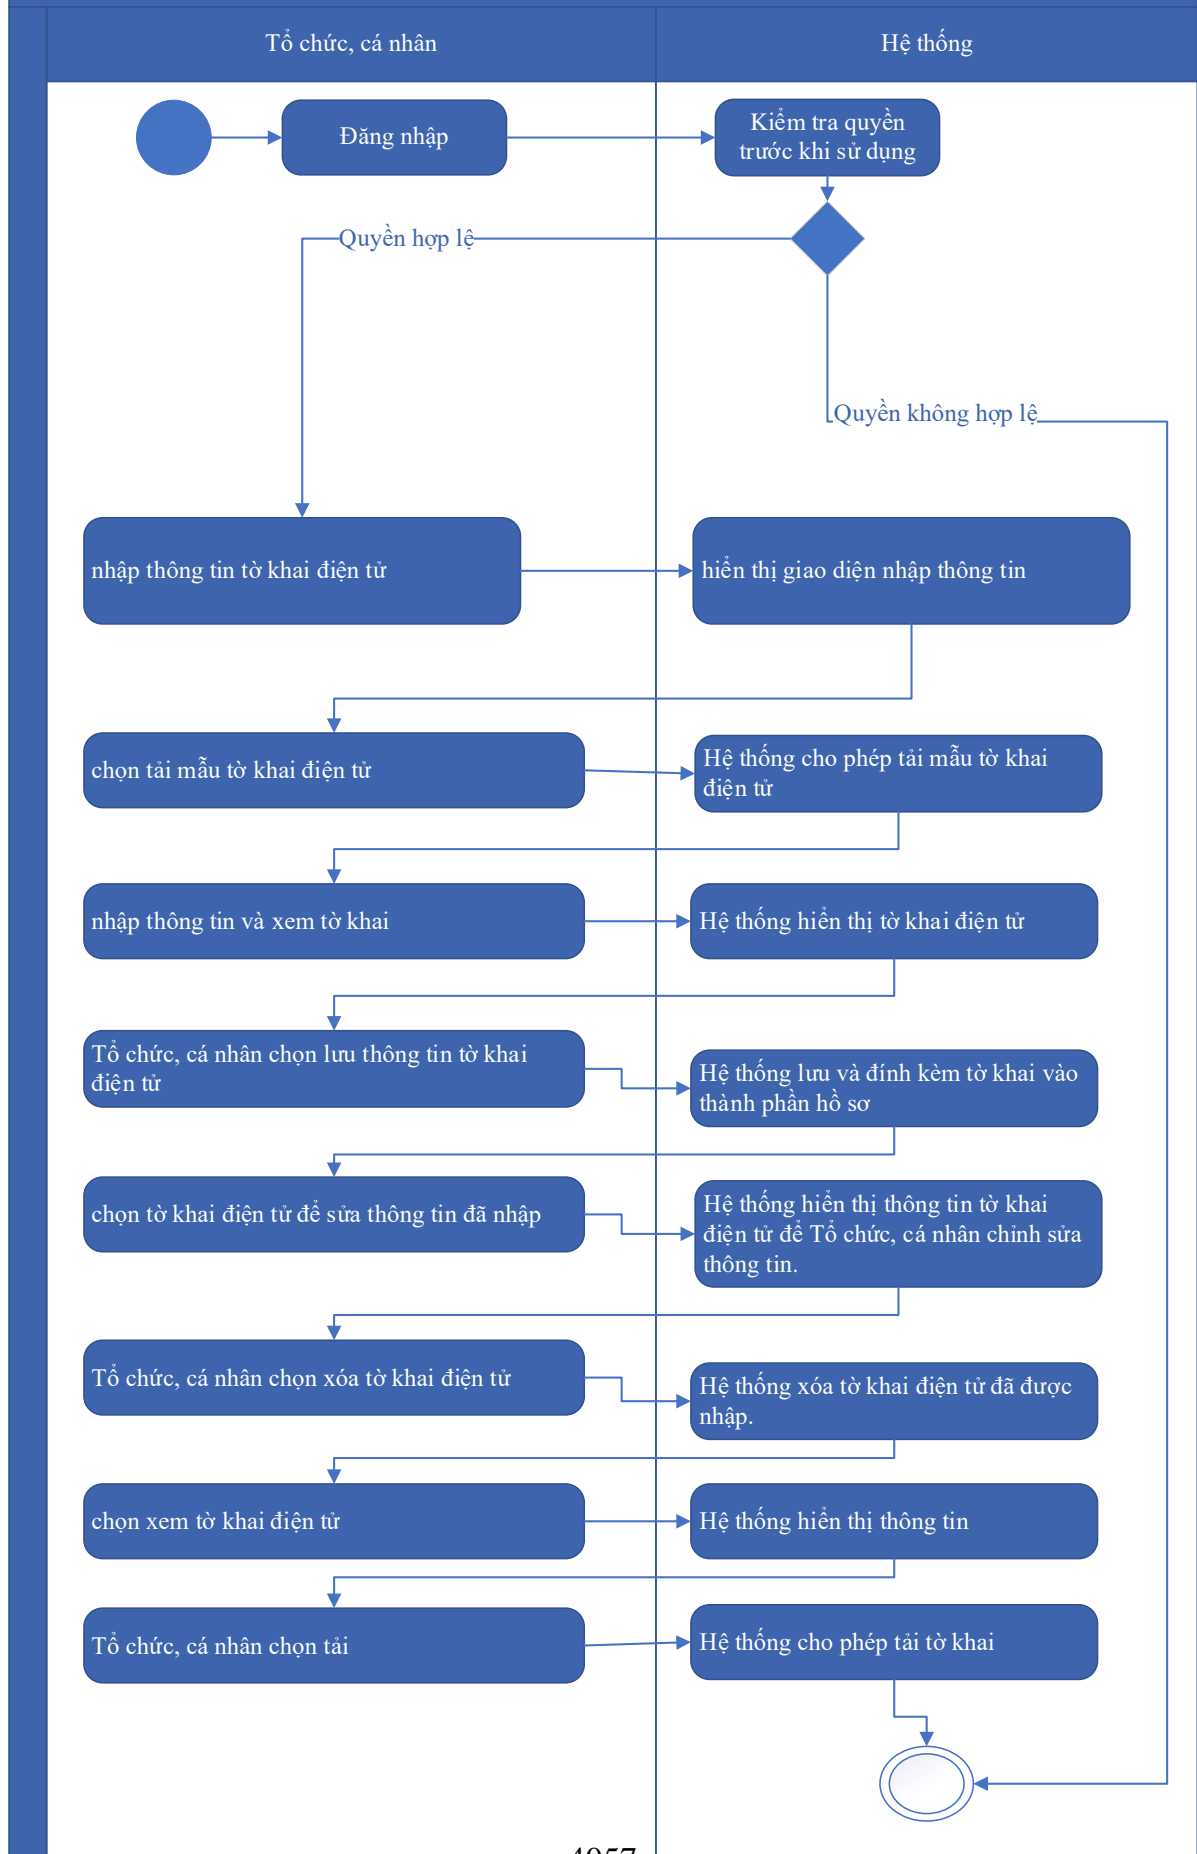 Tổ chức, cá nhân
Hệ thống
Đăng nhập
Kiểm tra quyền
trước khi sử dụng
Quyền hợp lệ
Quyền không hợp lệ
nhập thông tin tờ khai điện tử
hiển thị giao diện nhập thông tin
chọn tải mẫu tờ khai điện tử
Hệ thống cho phép tải mẫu tờ khai
điện tử
nhập thông tin và xem tờ khai
Hệ thống hiển thị tờ khai điện tử
Tổ chức, cá nhân chọn lưu thông tin tờ khai
điện tử
Hệ thống lưu và đính kèm tờ khai vào
thành phần hồ sơ
chọn tờ khai điện tử để sửa thông tin đã nhập
Hệ thống hiển thị thông tin tờ khai
điện tử để Tổ chức, cá nhân chỉnh sửa
thông tin.
Tổ chức, cá nhân chọn xóa tờ khai điện tử
Hệ thống xóa tờ khai điện tử đã được
nhập.
chọn xem tờ khai điện tử
Hệ thống hiển thị thông tin
Tổ chức, cá nhân chọn tải
Hệ thống cho phép tải tờ khai